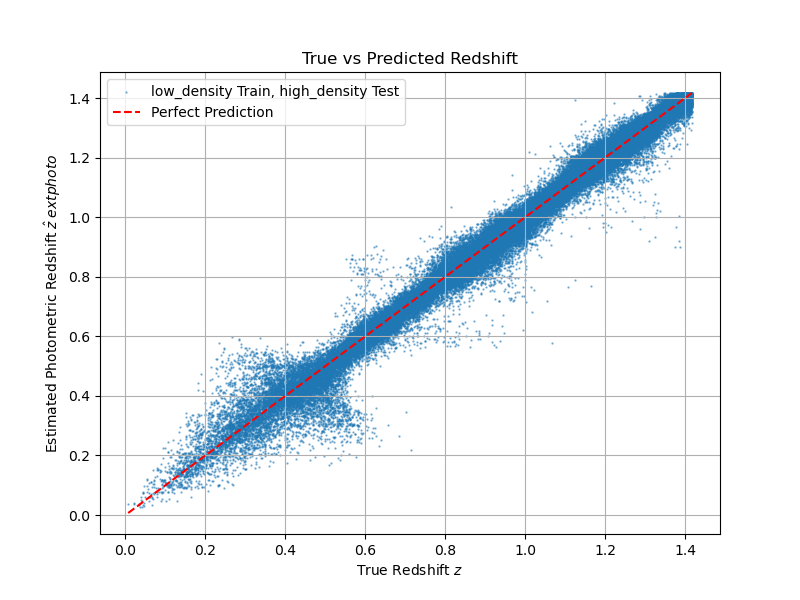 True vs Predicted Redshift
low_density Train, high_density Test
Perfect Prediction
Estimated Photometric Redshift ẑ extphoto
1.4
1.2
1.0
0.8
0.6
0.4
0.2
0.0
0.0 0.2 0.4 0.6 0.8 1.0 1.2 1.4
True Redshift z